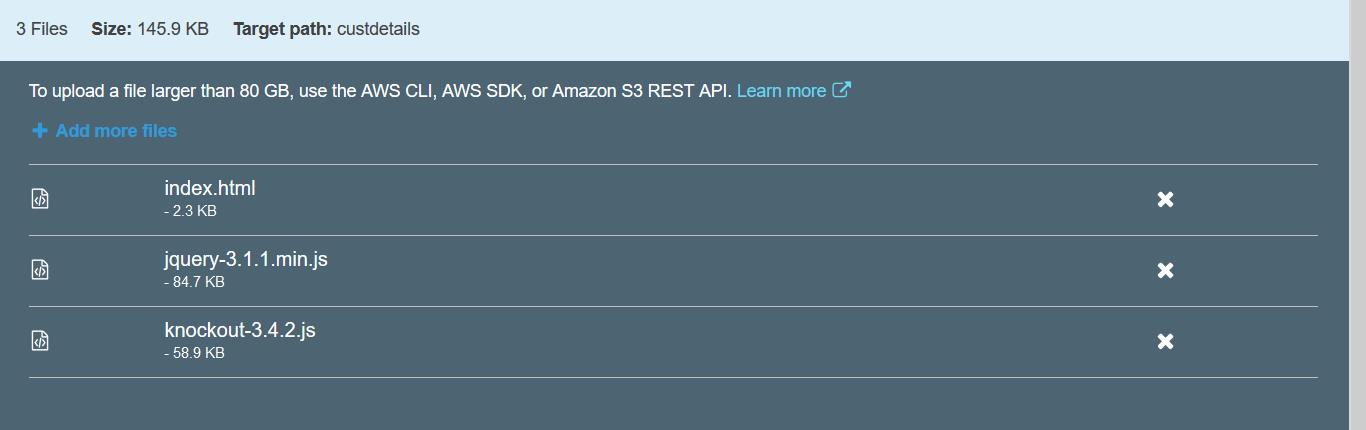 3 Files Size: 145.9 KB Target path: custdetails
To upload a file larger than 80 GB, use the AWS CLI, AWS SDK, or Amazon S3 REST API. Learn more
Add more files
index.html
- 2.3 KB
jquery-3.1.1.min.js
- 84.7 KB
knockout-3.4.2.js
- 58.9 KB